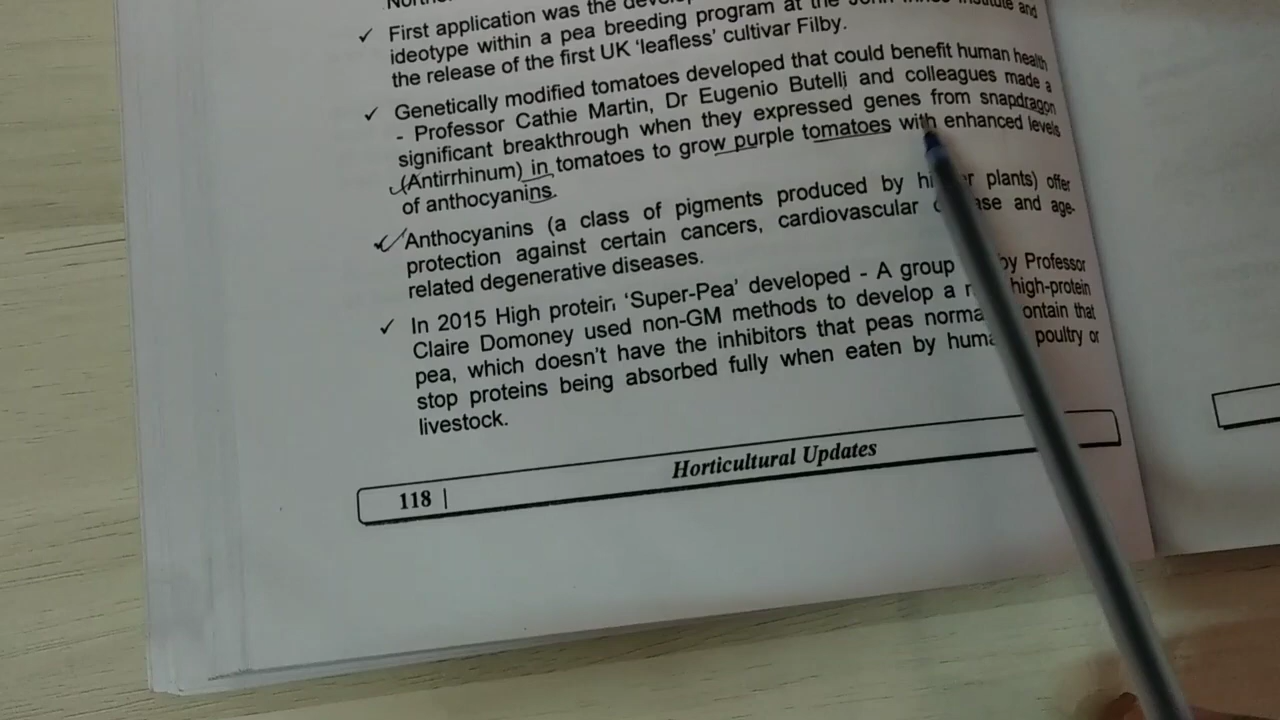 First application was the
ideotype within a pea breeding program at the Institute and
the release of the first UK 'leafless' cultivar Filby.
✓ Genetically modified tomatoes developed that could benefit human health
- Professor Cathie Martin, Dr Eugenio Butelli and colleagues made a
significant breakthrough when they expressed genes from snapdragon
(Antirrhinum) in tomatoes to grow purple tomatoes with enhanced levels
of anthocyanins.
✓ Anthocyanins (a class of pigments produced by plants) offer
protection against certain cancers, cardiovascular and age-
related degenerative diseases.
✓ In 2015 High protein, 'Super-Pea' developed - A group by Professor
Claire Domoney used non-GM methods to develop a high-protein
pea, which doesn't have the inhibitors that peas that
stop proteins being absorbed fully when eaten by poultry or
livestock.
118 | Horticultural Updates